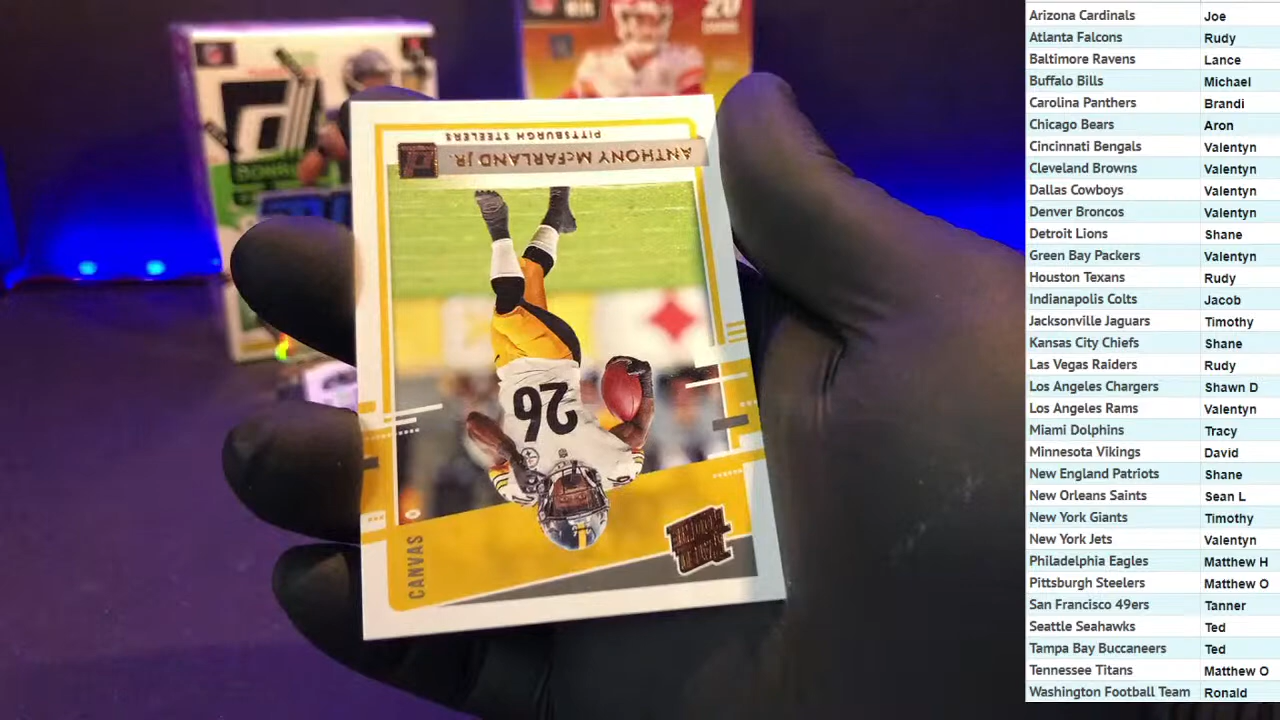 20
PITTSBURGH STEELERS
ANTHONY McFARLAND JR.
26
CANVAS
Arizona Cardinals Joe
Atlanta Falcons Rudy
Baltimore Ravens Lance
Buffalo Bills Michael
Carolina Panthers Brandi
Chicago Bears Aron
Cincinnati Bengals Valentyn
Cleveland Browns Valentyn
Dallas Cowboys Valentyn
Denver Broncos Valentyn
Detroit Lions Shane
Green Bay Packers Valentyn
Houston Texans Rudy
Indianapolis Colts Jacob
Jacksonville Jaguars Timothy
Kansas City Chiefs Shane
Las Vegas Raiders Rudy
Los Angeles Chargers Shawn D
Los Angeles Rams Valentyn
Miami Dolphins Tracy
Minnesota Vikings David
New England Patriots Shane
New Orleans Saints Sean L
New York Giants Timothy
New York Jets Valentyn
Philadelphia Eagles Matthew H
Pittsburgh Steelers Matthew O
San Francisco 49ers Tanner
Seattle Seahawks Ted
Tampa Bay Buccaneers Ted
Tennessee Titans Matthew O
Washington Football Team Ronald